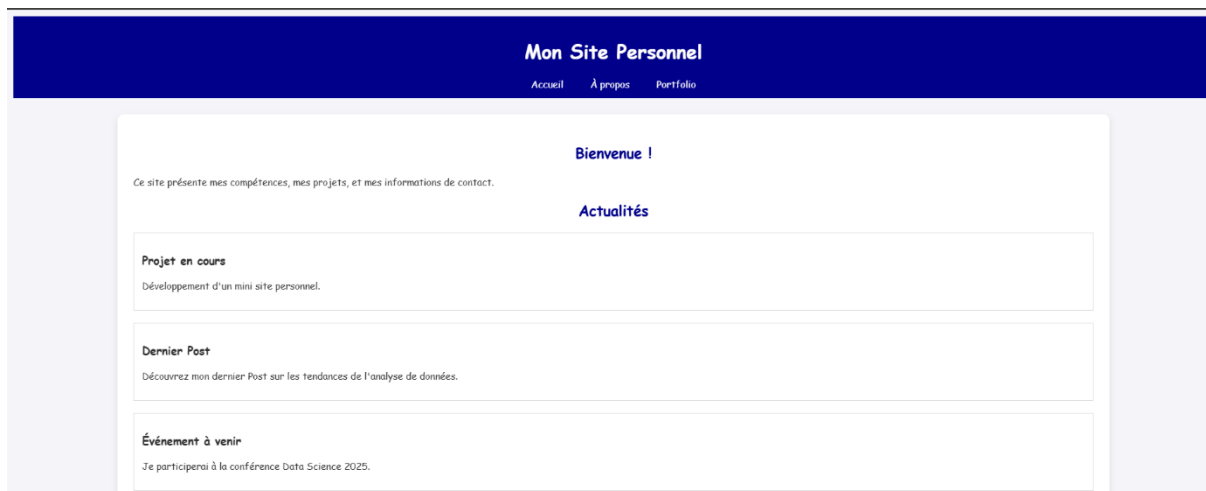 Mon Site Personnel
Accueil À propos Portfolio
Bienvenue !
Ce site présente mes compétences, mes projets, et mes informations de contact.
Actualités
Projet en cours
Développement d'un mini site personnel.
Dernier Post
Découvrez mon dernier Post sur les tendances de l'analyse de données.
Événement à venir
Je participerai à la conférence Data Science 2025.